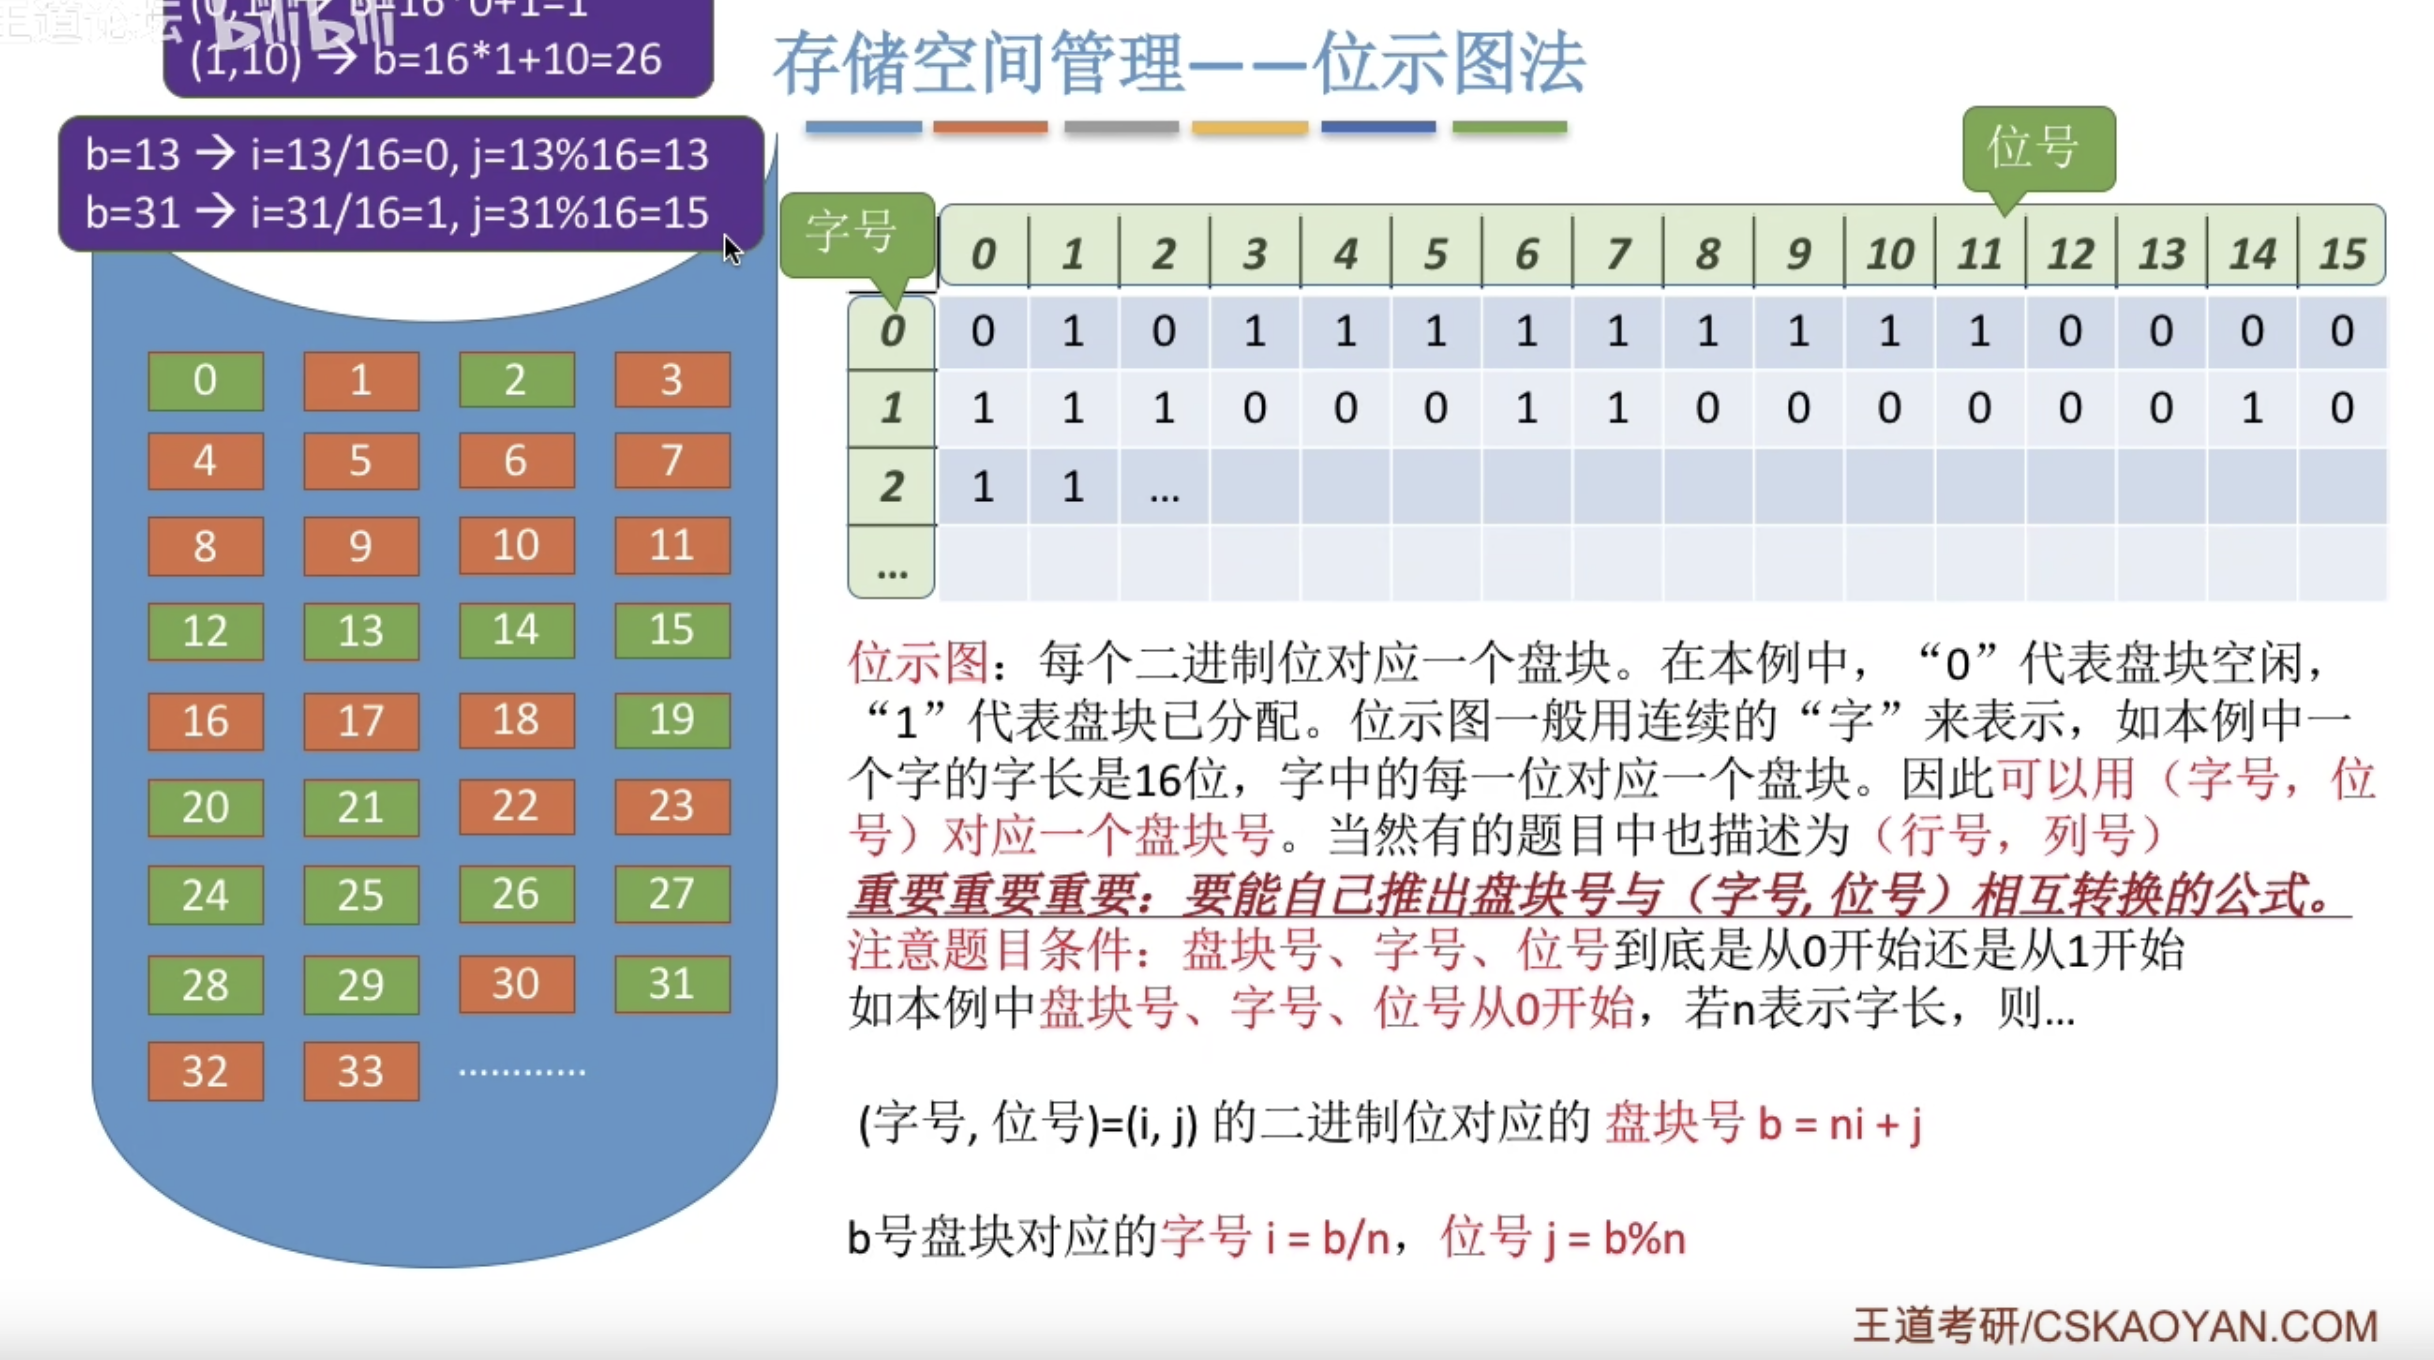 王道论坛 bilibili
(0,1) → b=16*0+1=1
(1,10) → b=16*1+10=26
存储空间管理——位示图法
b=13 → i=13/16=0, j=13%16=13
b=31 → i=31/16=1, j=31%16=15
位号
字号
0 1 2 3 4 5 6 7 8 9 10 11 12 13 14 15
0 0 1 0 1 1 1 1 1 1 1 1 1 0 0 0 0
1 1 1 1 0 0 0 1 1 0 0 0 0 0 0 1 0
2 1 1 ...
...
0 1 2 3
4 5 6 7
8 9 10 11
12 13 14 15
16 17 18 19
20 21 22 23
24 25 26 27
28 29 30 31
32 33 ............
位示图：每个二进制位对应一个盘块。在本例中，“0”代表盘块空闲，
“1”代表盘块已分配。位示图一般用连续的“字”来表示，如本例中一
个字的字长是16位，字中的每一位对应一个盘块。因此可以用（字号，位
号）对应一个盘块号。当然有的题目中也描述为（行号，列号）
重要重要重要：要能自己推出盘块号与（字号, 位号）相互转换的公式。
注意题目条件：盘块号、字号、位号到底是从0开始还是从1开始
如本例中盘块号、字号、位号从0开始，若n表示字长，则...
(字号, 位号)=(i, j) 的二进制位对应的 盘块号 b = ni + j
b号盘块对应的字号 i = b/n，位号 j = b%n
王道考研/CSKAOYAN.COM